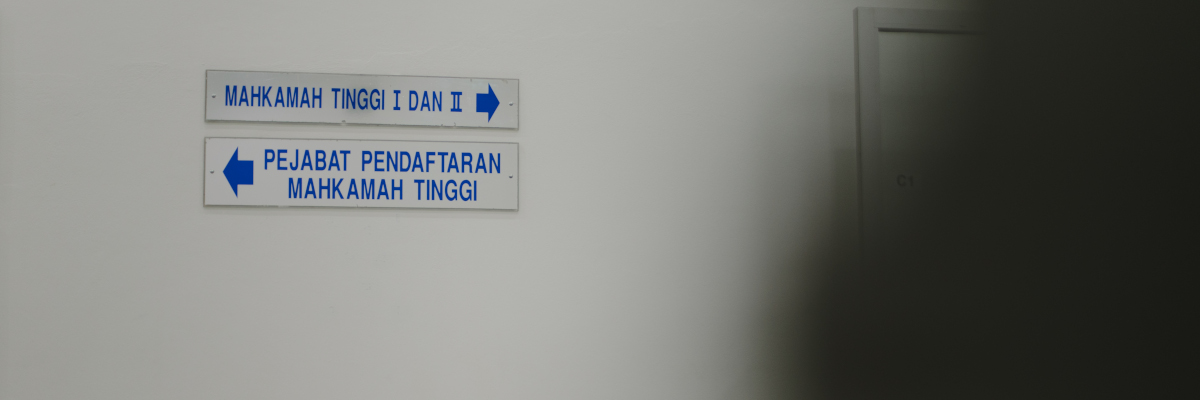 MAHKAMAH TINGGI I DAN II
PEJABAT PENDAFTARAN
MAHKAMAH TINGGI